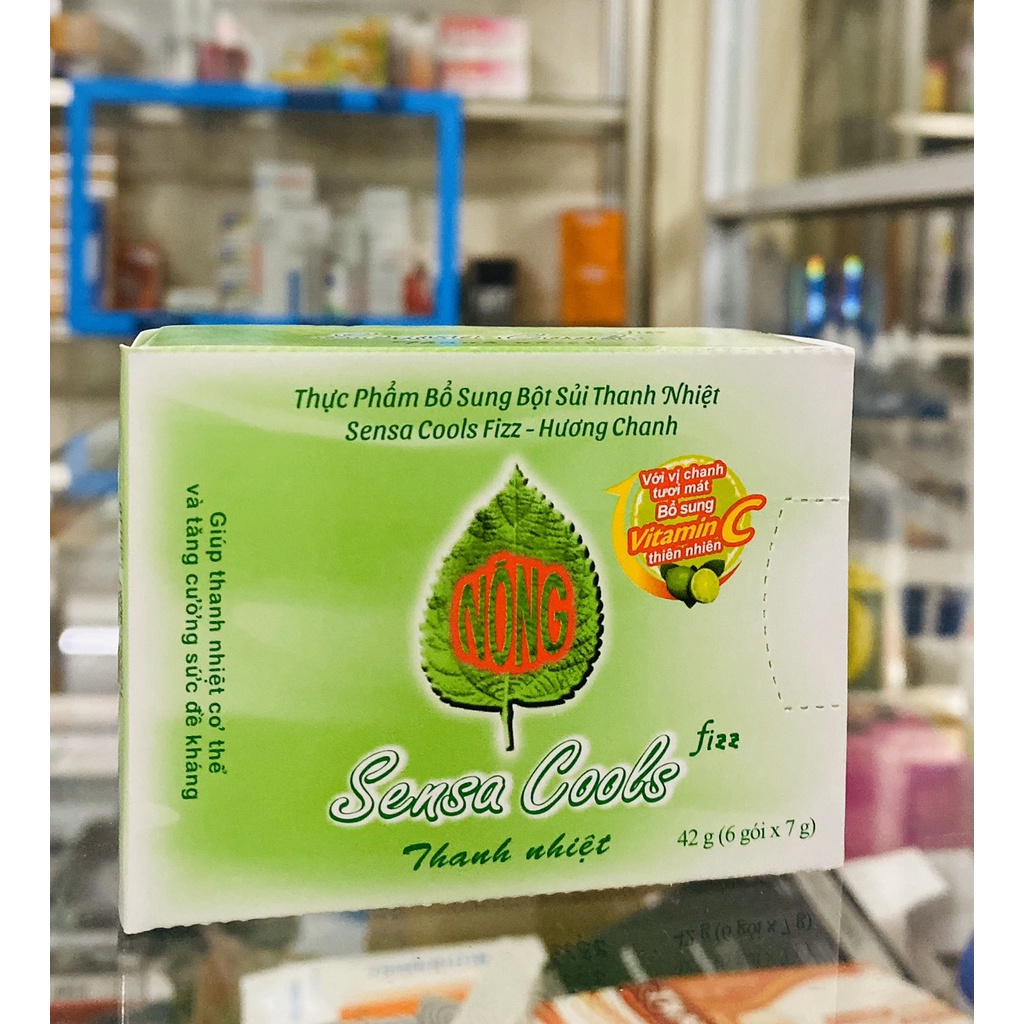 Thực Phẩm Bổ Sung Bột Sủi Thanh Nhiệt
Sensa Cools Fizz - Hương Chanh
Với vị chanh
tươi mát
Bổ sung
Vitamin C
thiên nhiên
NÓNG
Giúp thanh nhiệt cơ thể
và tăng cường sức đề kháng
Sensa Cools fizz
Thanh nhiệt
42 g (6 gói x 7 g)